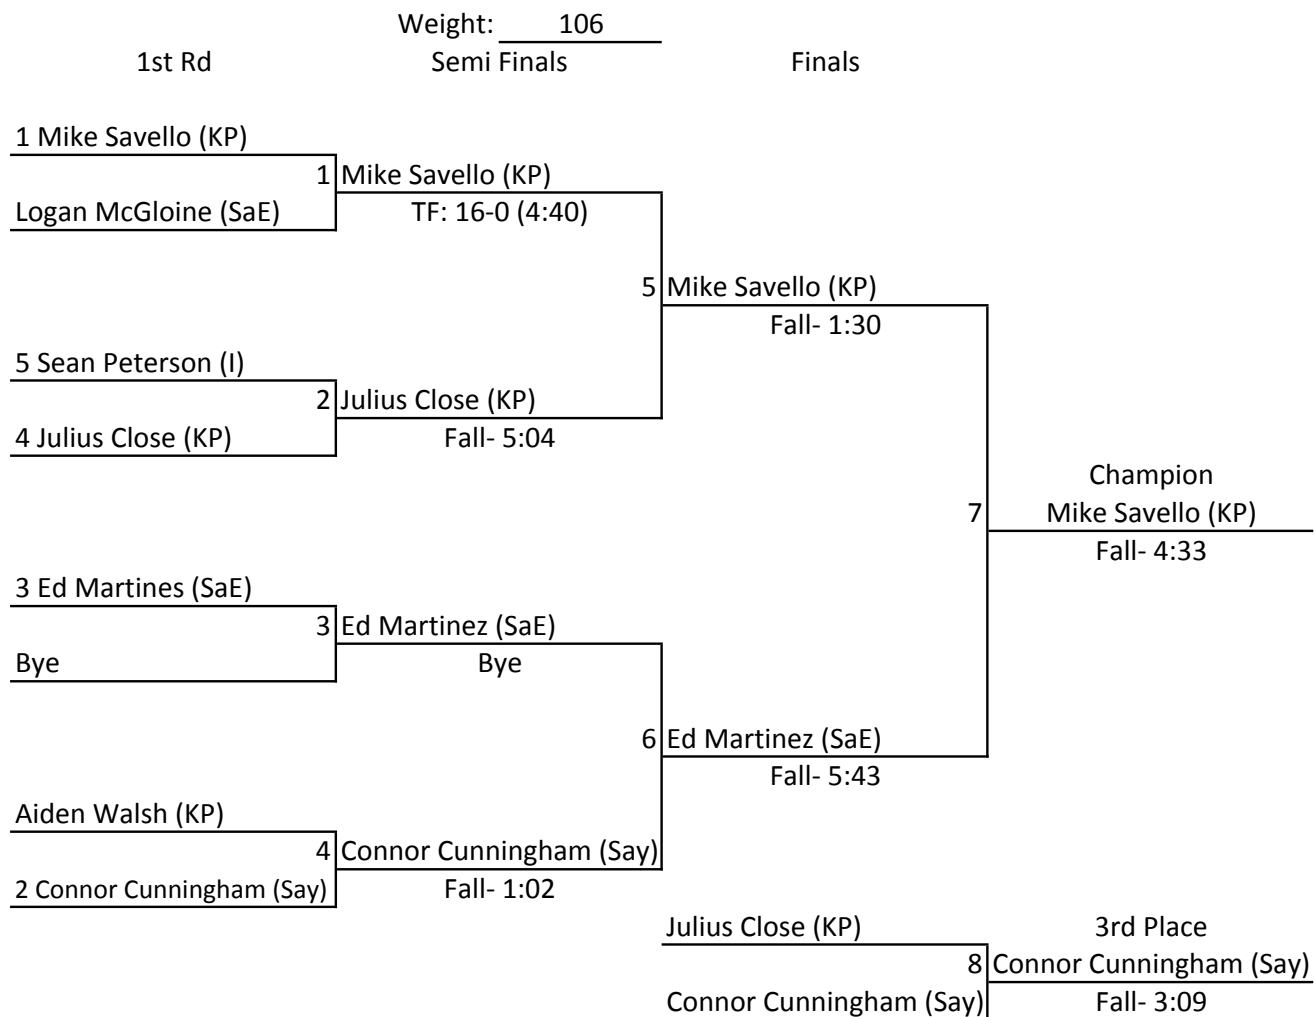 Weight: 106
1st Rd Semi Finals Finals
1 Mike Savello (KP)
1 Mike Savello (KP)
Logan McGloine (SaE) TF: 16-0 (4:40)
5 Mike Savello (KP)
Fall- 1:30
5 Sean Peterson (I)
2 Julius Close (KP)
4 Julius Close (KP) Fall- 5:04
Champion
7 Mike Savello (KP)
Fall- 4:33
3 Ed Martines (SaE)
3 Ed Martinez (SaE)
Bye Bye
6 Ed Martinez (SaE)
Fall- 5:43
Aiden Walsh (KP)
4 Connor Cunningham (Say)
2 Connor Cunningham (Say) Fall- 1:02
Julius Close (KP) 3rd Place
8 Connor Cunningham (Say)
Connor Cunningham (Say) Fall- 3:09